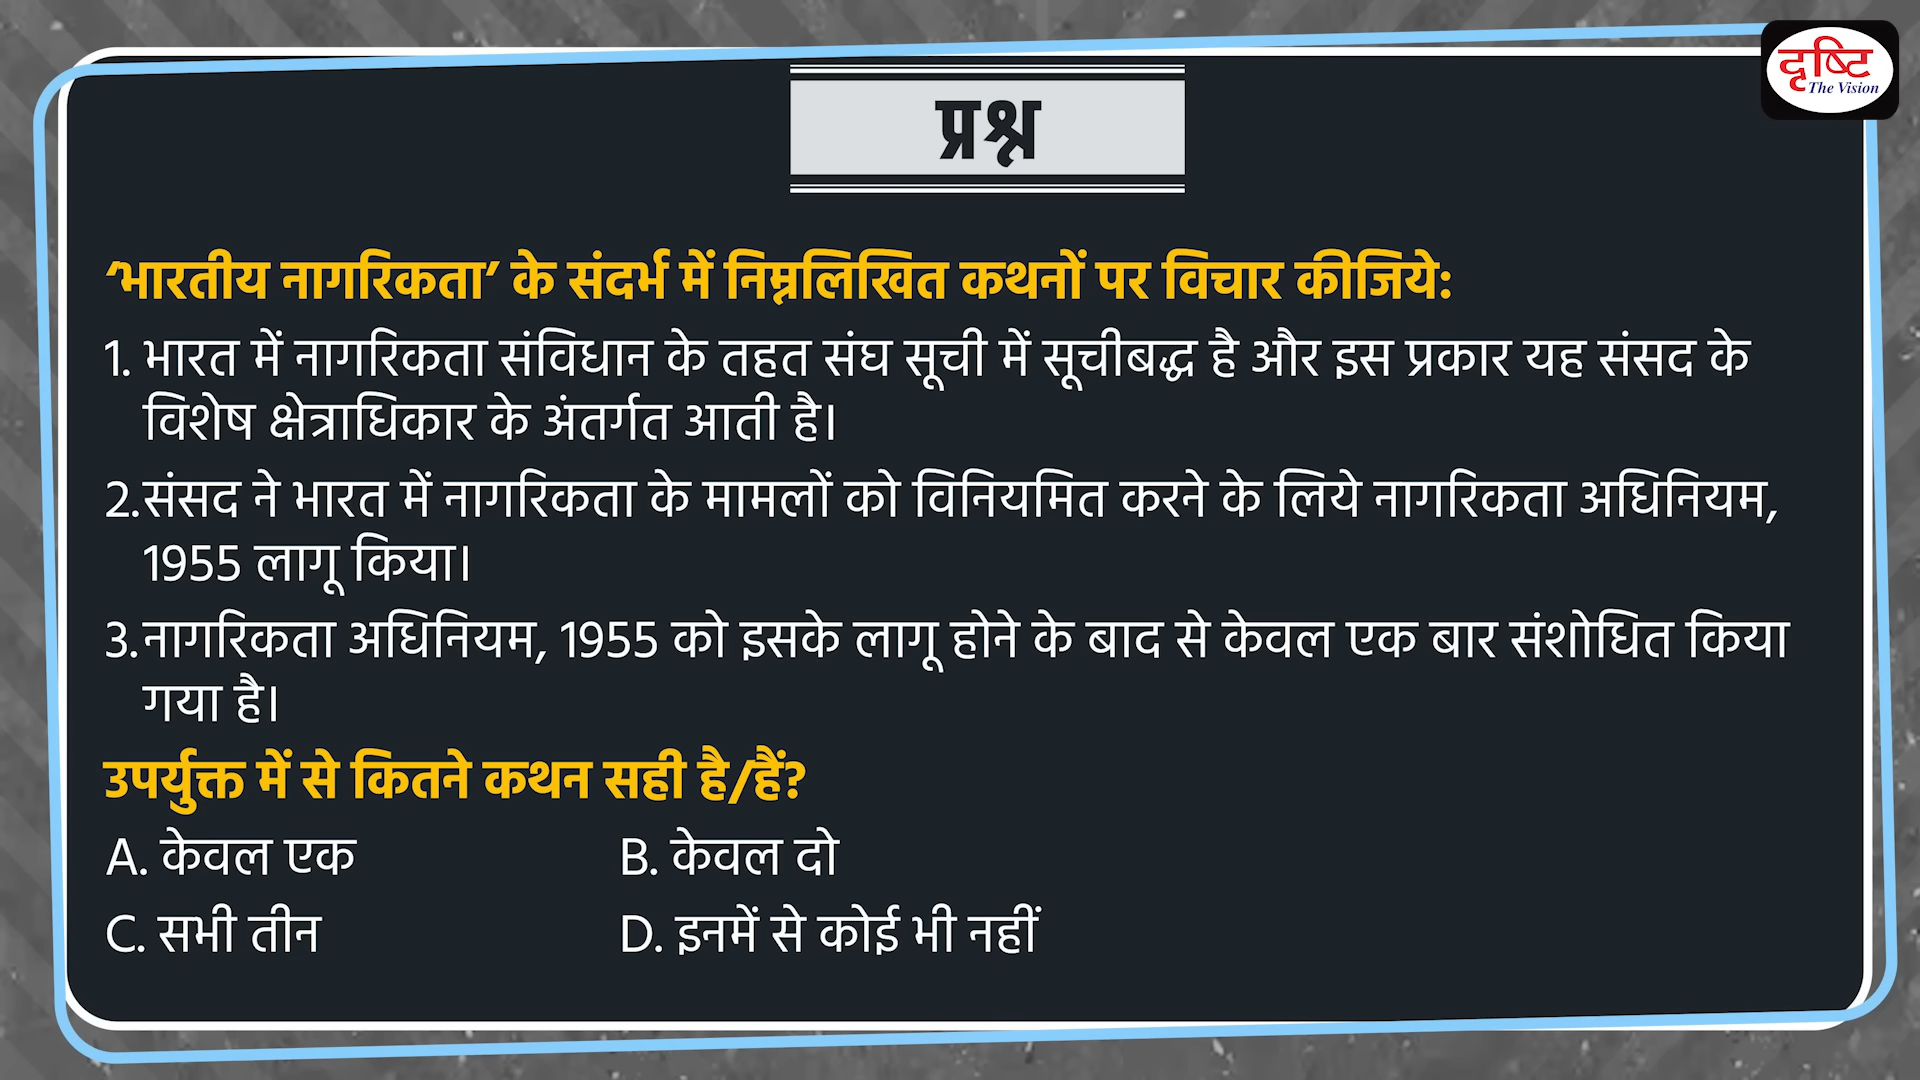 दृष्टि
The Vision
प्रश्न
‘भारतीय नागरिकता’ के संदर्भ में निम्नलिखित कथनों पर विचार कीजिये:
1. भारत में नागरिकता संविधान के तहत संघ सूची में सूचीबद्ध है और इस प्रकार यह संसद के
विशेष क्षेत्राधिकार के अंतर्गत आती है।
2. संसद ने भारत में नागरिकता के मामलों को विनियमित करने के लिये नागरिकता अधिनियम,
1955 लागू किया।
3. नागरिकता अधिनियम, 1955 को इसके लागू होने के बाद से केवल एक बार संशोधित किया
गया है।
उपर्युक्त में से कितने कथन सही है/हैं?
A. केवल एक B. केवल दो
C. सभी तीन D. इनमें से कोई भी नहीं